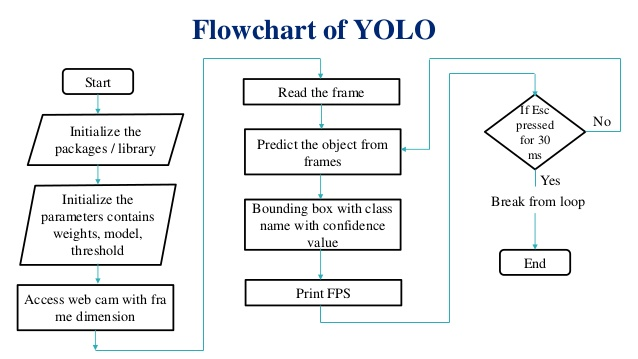 Flowchart of YOLO
Start
Initialize the
packages / library
Initialize the
parameters contains
weights, model,
threshold
Access web cam with fra
me dimension
Read the frame
Predict the object from
frames
Bounding box with class
name with confidence
value
Print FPS
If Esc
pressed
for 30
ms
No
Yes
Break from loop
End